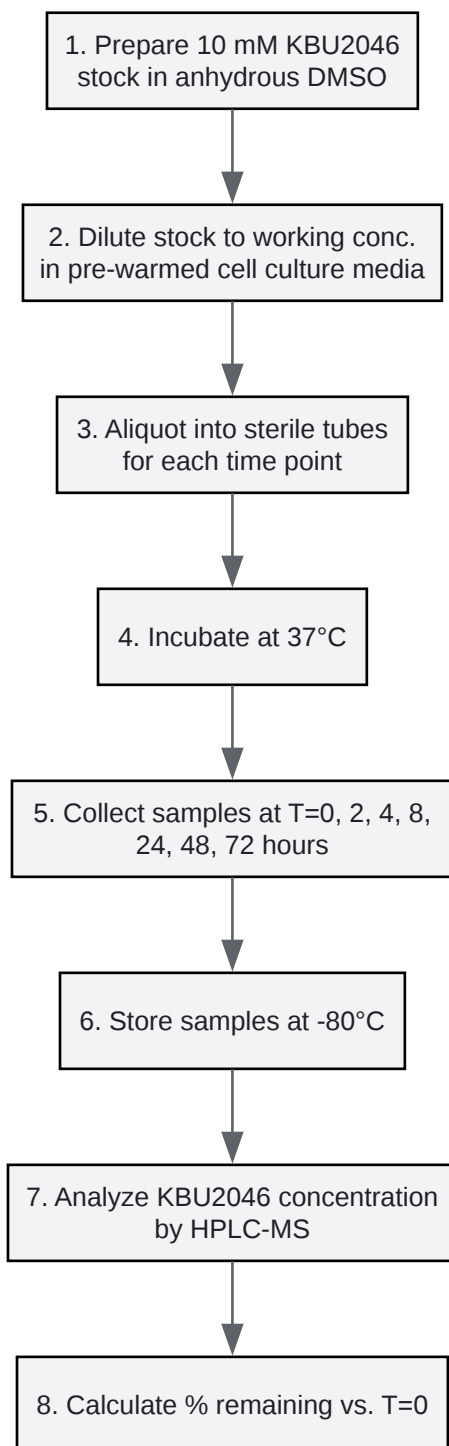 1. Prepare 10 mM KBU2046
stock in anhydrous DMSO
2. Dilute stock to working conc.
in pre-warmed cell culture media
3. Aliquot into sterile tubes
for each time point
4. Incubate at 37°C
5. Collect samples at T=0, 2, 4, 8,
24, 48, 72 hours
6. Store samples at -80°C
7. Analyze KBU2046 concentration
by HPLC-MS
8. Calculate % remaining vs. T=0